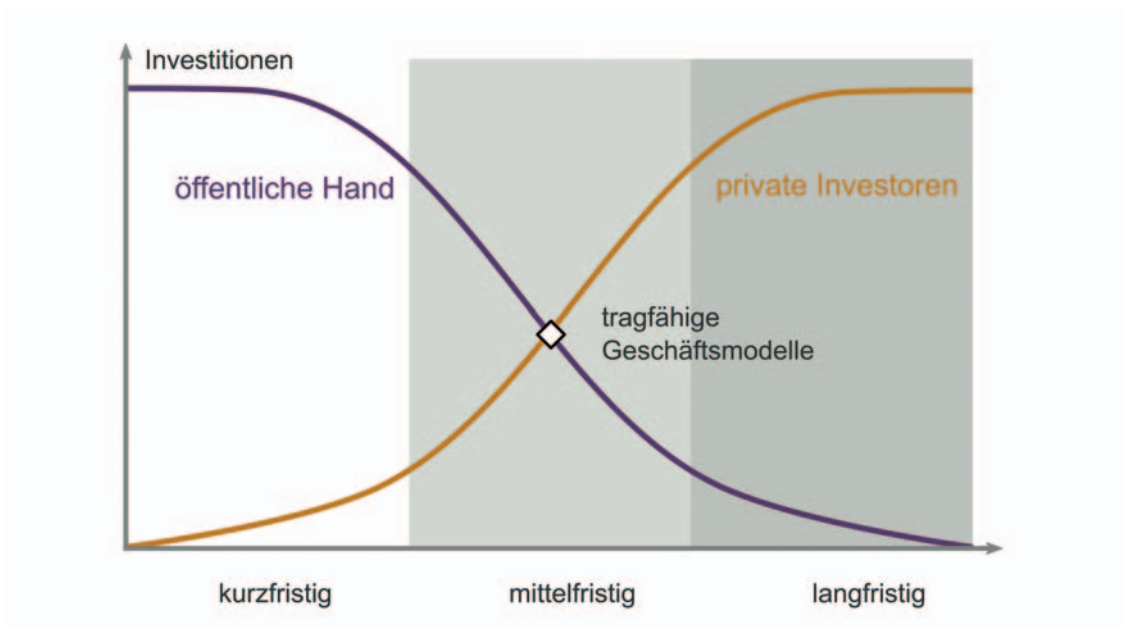 Investitionen
öffentliche Hand
private Investoren
tragfähige
Geschäftsmodelle
kurzfristig
mittelfristig
langfristig